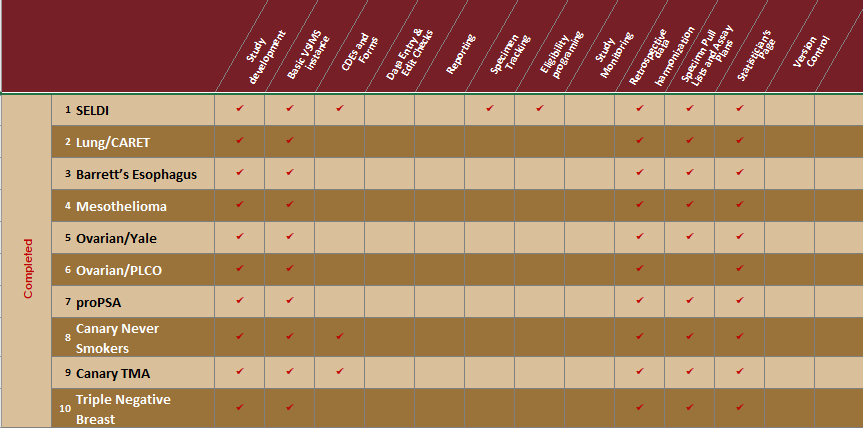 Study
development
Basic VSIMS
instance
CDEs and
Forms
Data Entry &
Edit Checks
Reporting
Specimen
Tracking
Eligibility
programing
Study
Monitoring
Retrospective
data
harmonization
Specimn Pull
Lists and Assay
Plans
Statistician's
Page
Version
Control
Completed
1 SELDI ✓ ✓ ✓ ✓ ✓ ✓ ✓ ✓
2 Lung/CARET ✓ ✓ ✓ ✓ ✓
3 Barrett's Esophagus ✓ ✓ ✓ ✓ ✓
4 Mesothelioma ✓ ✓ ✓ ✓ ✓
5 Ovarian/Yale ✓ ✓ ✓ ✓ ✓
6 Ovarian/PLCO ✓ ✓ ✓ ✓
7 proPSA ✓ ✓ ✓ ✓ ✓
8 Canary Never
Smokers ✓ ✓ ✓ ✓ ✓ ✓
9 Canary TMA ✓ ✓ ✓ ✓ ✓ ✓
10 Triple Negative
Breast ✓ ✓ ✓ ✓ ✓